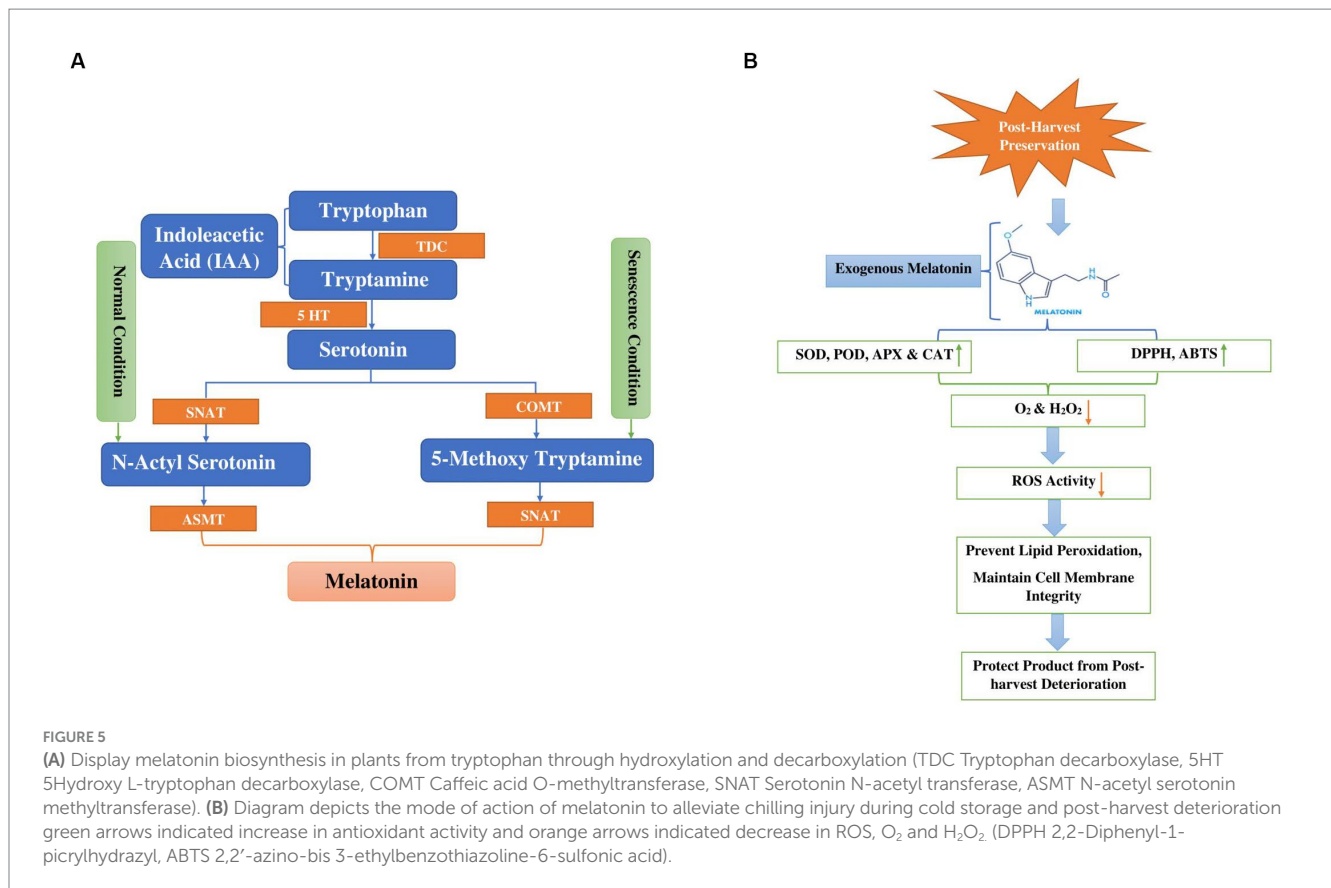 A
Tryptophan
Indoleacetic
Acid (IAA)
TDC
Tryptamine
5 HT
Serotonin
Normal Condition
Senescence Condition
SNAT
COMT
N-Actyl Serotonin
5-Methoxy Tryptamine
ASMT
SNAT
Melatonin
B
Post-Harvest
Preservation
Exogenous Melatonin
O
H
N
N
H
O
MELATONIN
SOD, POD, APX & CAT
DPPH, ABTS
O₂ & H₂O₂
ROS Activity
Prevent Lipid Peroxidation,
Maintain Cell Membrane
Integrity
Protect Product from Post-
harvest Deterioration
FIGURE 5
(A) Display melatonin biosynthesis in plants from tryptophan through hydroxylation and decarboxylation (TDC Tryptophan decarboxylase, 5HT
5Hydroxy L-tryptophan decarboxylase, COMT Caffeic acid O-methyltransferase, SNAT Serotonin N-acetyl transferase, ASMT N-acetyl serotonin
methyltransferase). (B) Diagram depicts the mode of action of melatonin to alleviate chilling injury during cold storage and post-harvest deterioration
green arrows indicated increase in antioxidant activity and orange arrows indicated decrease in ROS, O₂ and H₂O₂. (DPPH 2,2-Diphenyl-1-
picrylhydrazyl, ABTS 2,2′-azino-bis 3-ethylbenzothiazoline-6-sulfonic acid).